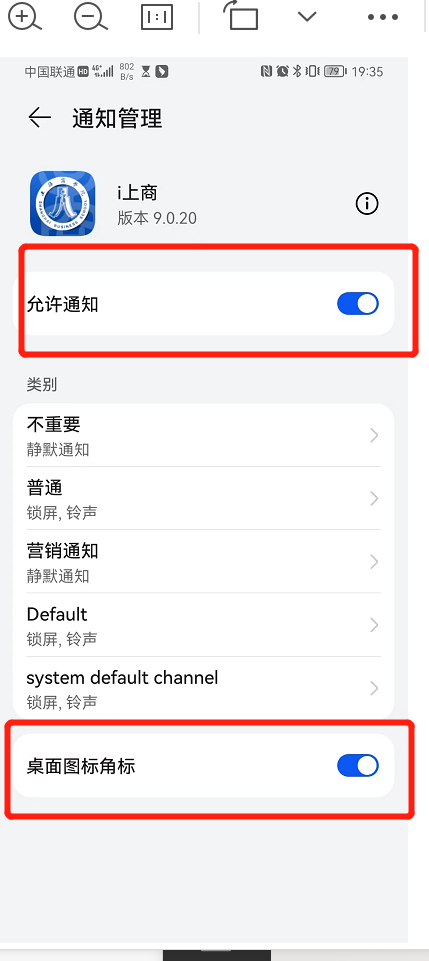 中国联通 HD 4G 802 B/s 79 19:35
通知管理
i上商
版本 9.0.20
允许通知
类别
不重要
静默通知
普通
锁屏, 铃声
营销通知
静默通知
Default
锁屏, 铃声
system default channel
锁屏, 铃声
桌面图标角标